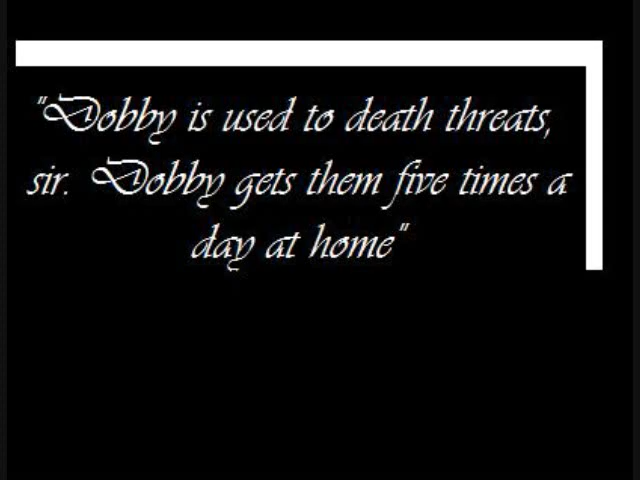 "Dobby is used to death threats,
sir. Dobby gets them five times a
day at home"